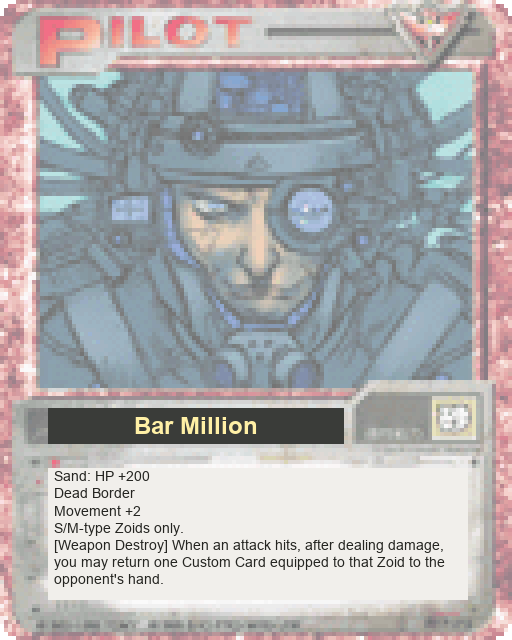 PILOT
Bar Million
Sand: HP +200
Dead Border
Movement +2
S/M-type Zoids only.
[Weapon Destroy] When an attack hits, after dealing damage,
you may return one Custom Card equipped to that Zoid to the
opponent's hand.